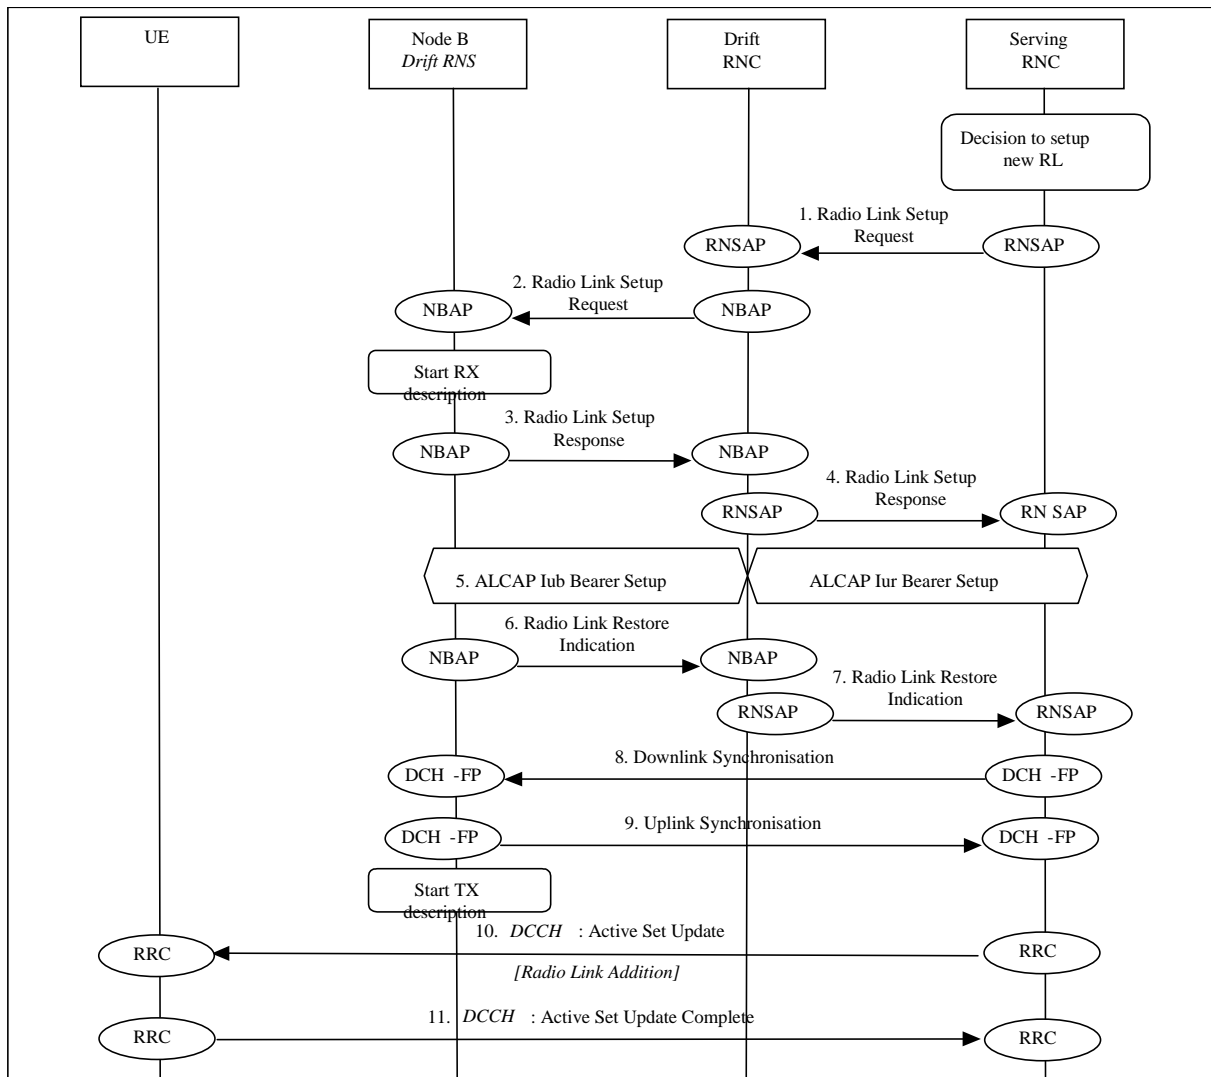 UE
Node B
Drift RNS
Drift
RNC
Serving
RNC
Decision to setup
new RL
1. Radio Link Setup
Request
RNSAP
RNSAP
2. Radio Link Setup
Request
NBAP
NBAP
Start RX
description
3. Radio Link Setup
Response
NBAP
NBAP
4. Radio Link Setup
Response
RNSAP
RN SAP
5. ALCAP Iub Bearer Setup
ALCAP Iur Bearer Setup
6. Radio Link Restore
Indication
NBAP
NBAP
7. Radio Link Restore
Indication
RNSAP
RNSAP
8. Downlink Synchronisation
DCH -FP
DCH -FP
9. Uplink Synchronisation
DCH -FP
DCH -FP
Start TX
description
10. DCCH : Active Set Update
RRC
RRC
[Radio Link Addition]
11. DCCH : Active Set Update Complete
RRC
RRC